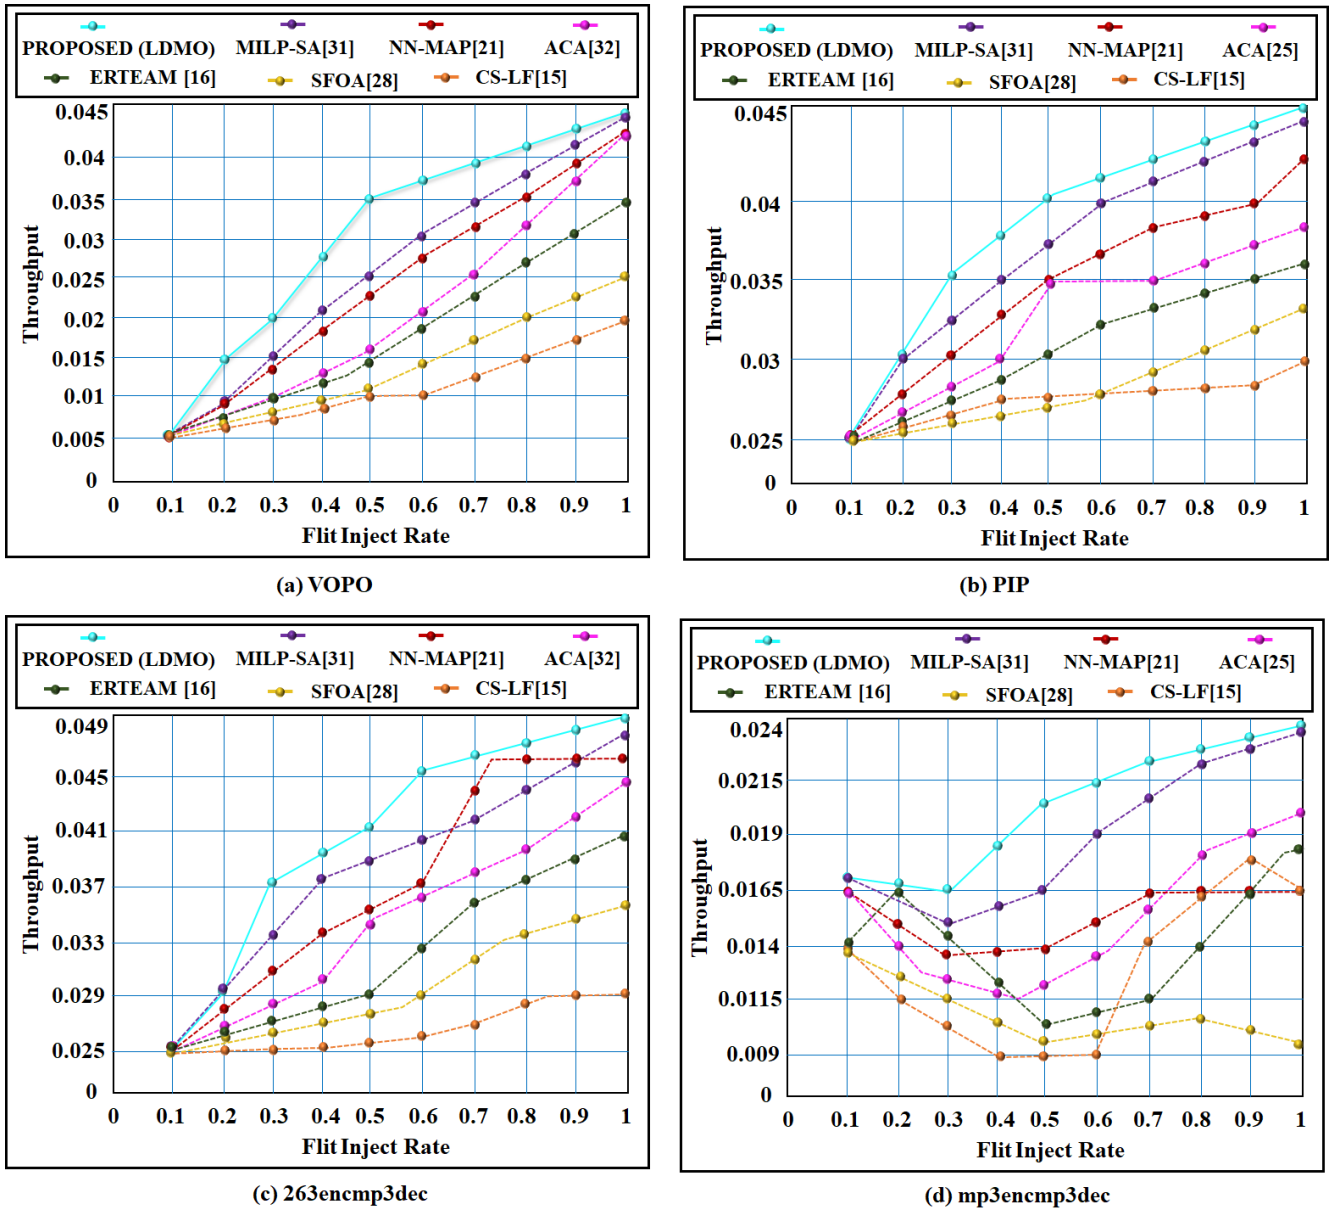 PROPOSED (LDMO) MILP-SA[31] NN-MAP[21] ACA[32]
ERTEAM [16] SFOA[28] CS-LF[15]
0.045
0.04
0.035
0.03
0.025
0.02
0.015
0.01
0.005
0
Throughput
0 0.1 0.2 0.3 0.4 0.5 0.6 0.7 0.8 0.9 1
Flit Inject Rate
(a) VOPO
PROPOSED (LDMO) MILP-SA[31] NN-MAP[21] ACA[25]
ERTEAM [16] SFOA[28] CS-LF[15]
0.045
0.04
0.035
0.03
0.025
0
Throughput
0 0.1 0.2 0.3 0.4 0.5 0.6 0.7 0.8 0.9 1
Flit Inject Rate
(b) PIP
PROPOSED (LDMO) MILP-SA[31] NN-MAP[21] ACA[32]
ERTEAM [16] SFOA[28] CS-LF[15]
0.049
0.045
0.041
0.037
0.033
0.029
0.025
0
Throughput
0 0.1 0.2 0.3 0.4 0.5 0.6 0.7 0.8 0.9 1
Flit Inject Rate
(c) 263encmp3dec
PROPOSED (LDMO) MILP-SA[31] NN-MAP[21] ACA[25]
ERTEAM [16] SFOA[28] CS-LF[15]
0.024
0.0215
0.019
0.0165
0.014
0.0115
0.009
0
Throughput
0 0.1 0.2 0.3 0.4 0.5 0.6 0.7 0.8 0.9 1
Flit Inject Rate
(d) mp3encmp3dec